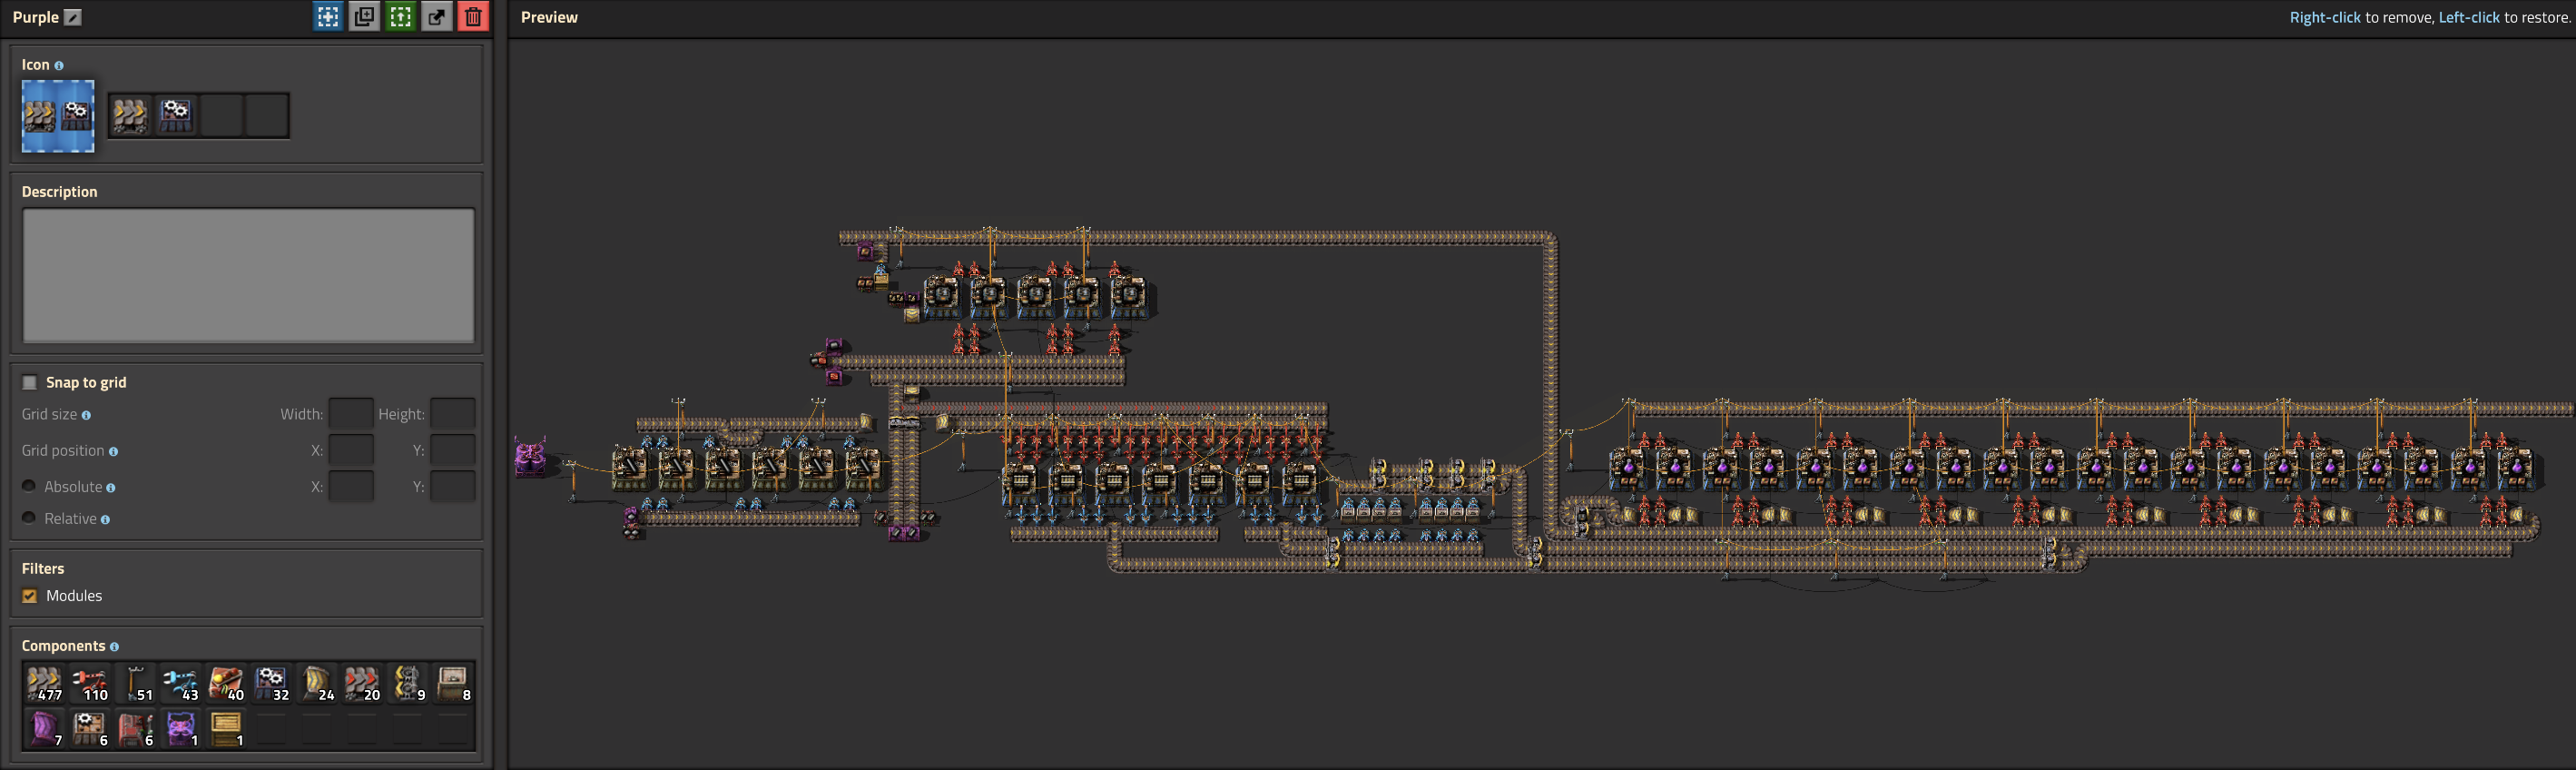 Purple
Preview
Right-click to remove, Left-click to restore.
Icon
Description
Snap to grid
Grid size
Width:
Height:
Grid position
X:
Y:
Absolute
X:
Y:
Relative
Filters
Modules
Components
477 110 51 43 40 32 24 20 9 8
7 6 6 1 1